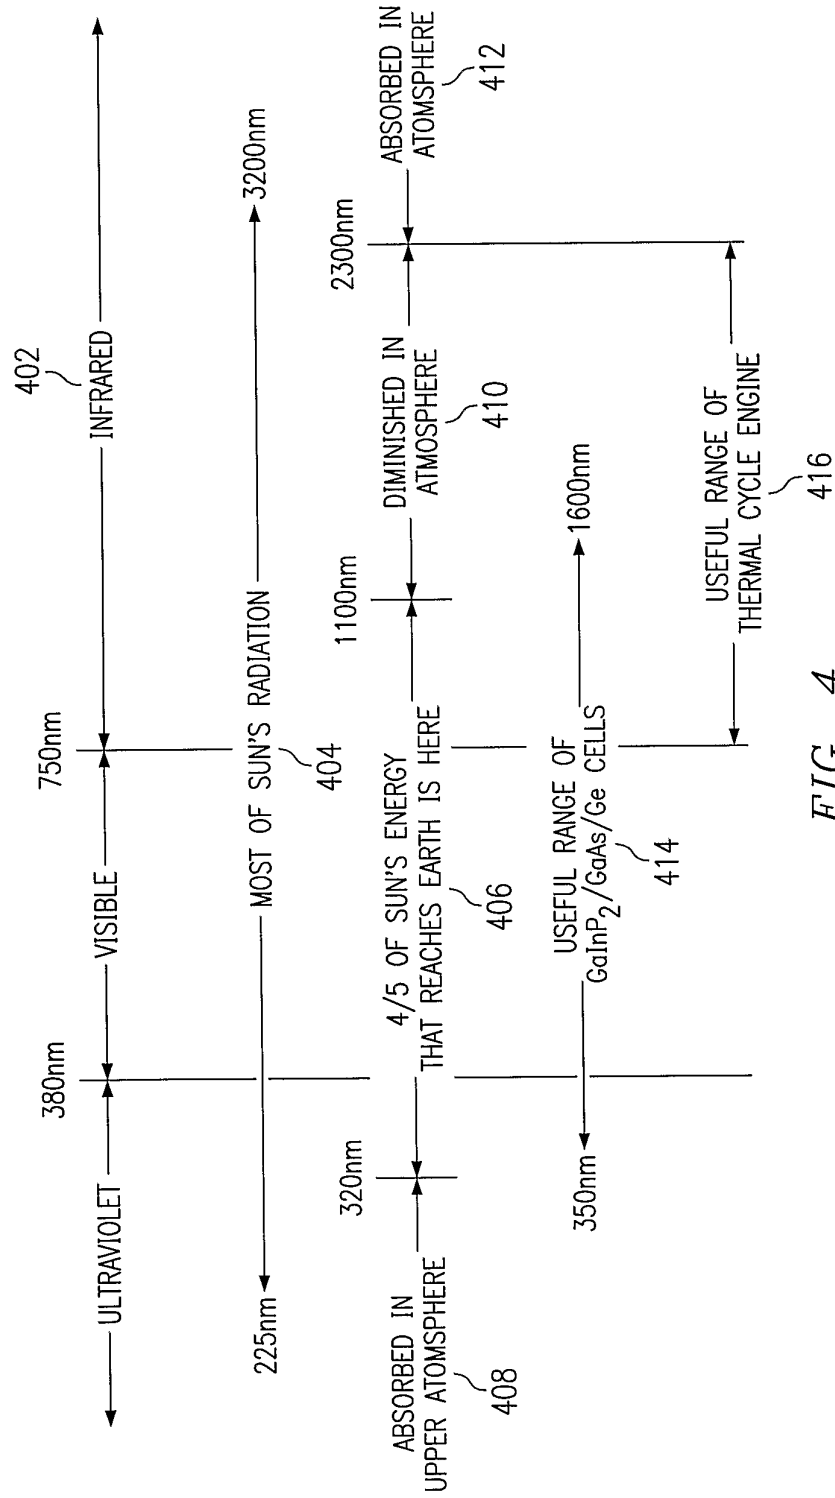 402
ULTRAVIOLET
380nm
VISIBLE
750nm
INFRARED
225nm
MOST OF SUN'S RADIATION
404
3200nm
ABSORBED IN
UPPER ATOMSPHERE
408
320nm
4/5 OF SUN'S ENERGY
THAT REACHES EARTH IS HERE
406
1100nm
DIMINISHED IN
ATMOSPHERE
410
2300nm
ABSORBED IN
ATOMSPHERE
412
350nm
USEFUL RANGE OF
GaInP2/GaAs/Ge CELLS
414
1600nm
USEFUL RANGE OF
THERMAL CYCLE ENGINE
416
FIG. 4